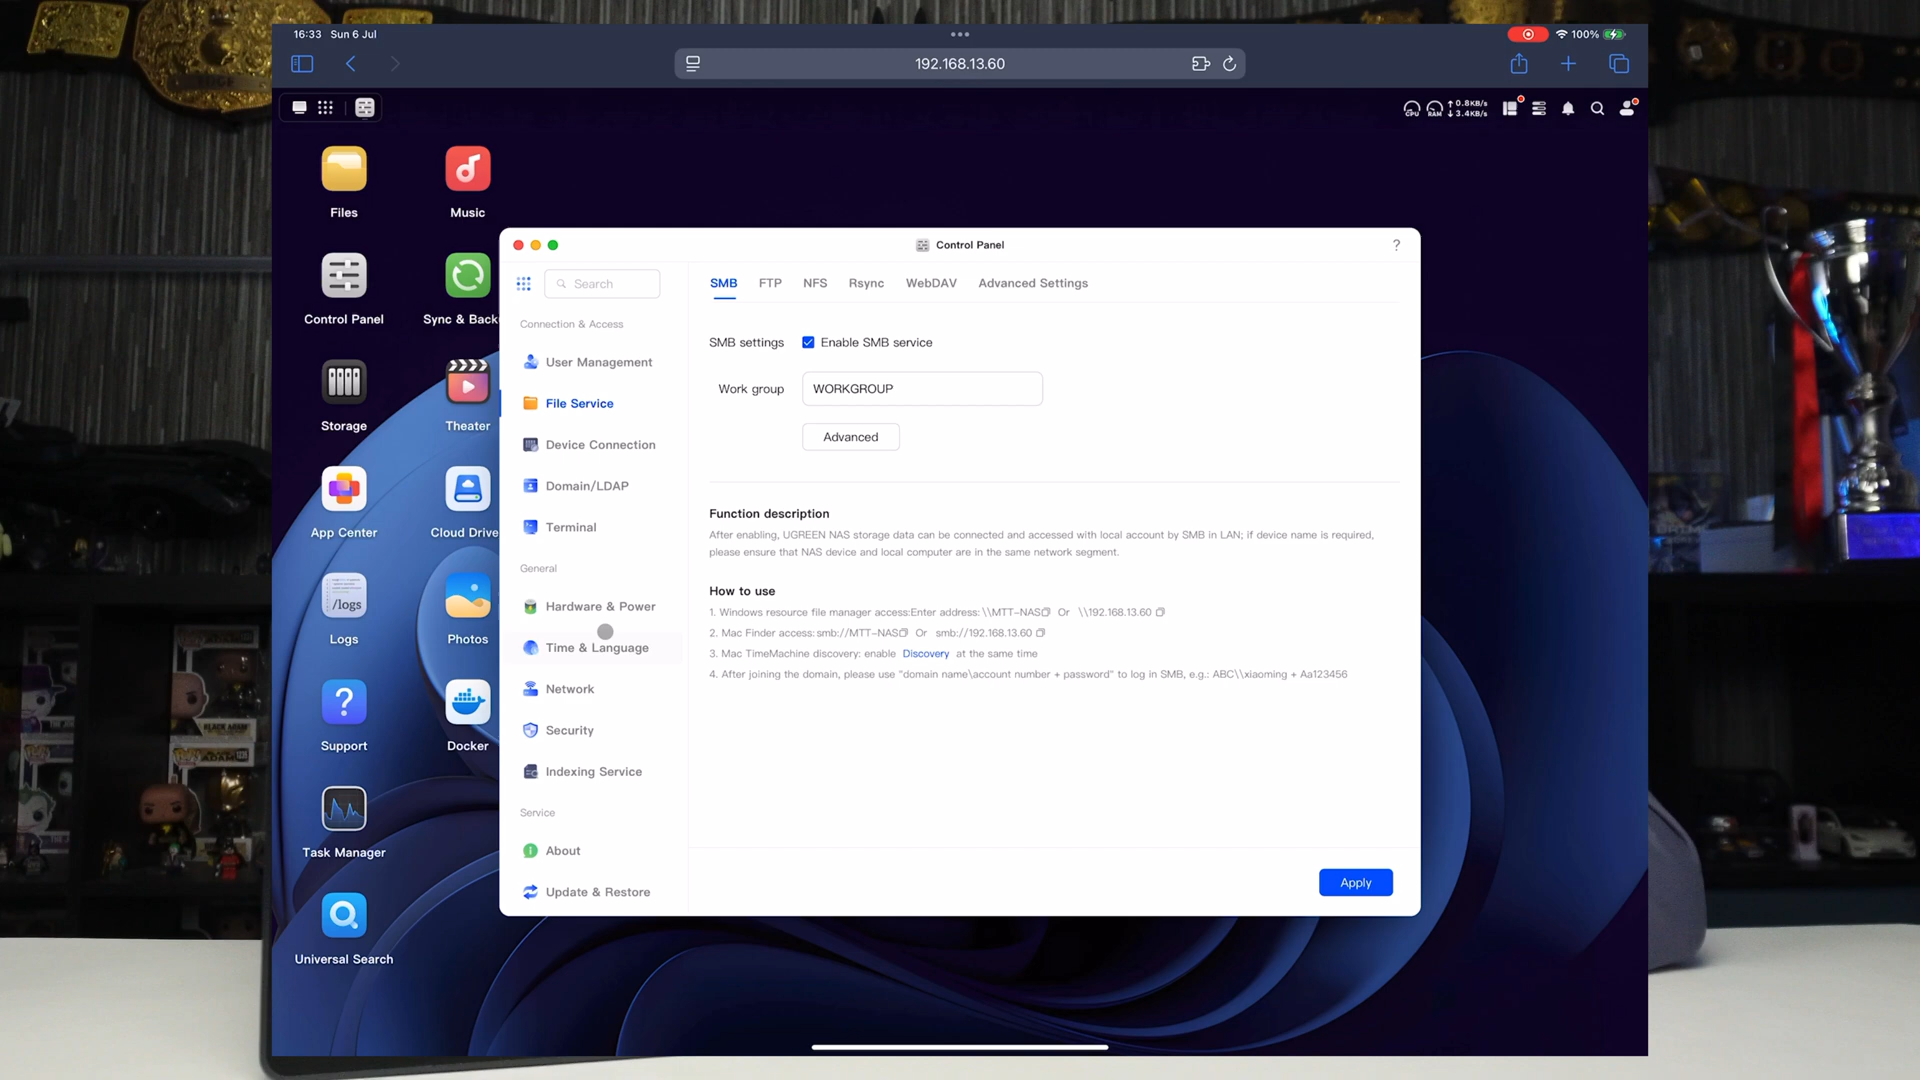 16:33 Sun 6 Jul
100%
192.168.13.60
CPU
RAM
0.8KB/s
3.4KB/s
Files
Music
Control Panel
Sync & Back
Storage
Theater
App Center
Cloud Drive
/logs
Logs
Photos
Support
Docker
Task Manager
Universal Search
Control Panel
?
Search
Connection & Access
User Management
File Service
Device Connection
Domain/LDAP
Terminal
General
Hardware & Power
Time & Language
Network
Security
Indexing Service
Service
About
Update & Restore
SMB FTP NFS Rsync WebDAV Advanced Settings
SMB settings Enable SMB service
Work group WORKGROUP
Advanced
Function description
After enabling, UGREEN NAS storage data can be connected and accessed with local account by SMB in LAN; if device name is required,
please ensure that NAS device and local computer are in the same network segment.
How to use
1. Windows resource file manager access:Enter address: \\MTT-NAS Or \\192.168.13.60
2. Mac Finder access: smb://MTT-NAS Or smb://192.168.13.60
3. Mac TimeMachine discovery: enable Discovery at the same time
4. After joining the domain, please use "domain name\account number + password" to log in SMB, e.g.: ABC\\xiaoming + Aa123456
Apply
BLACK ADAM